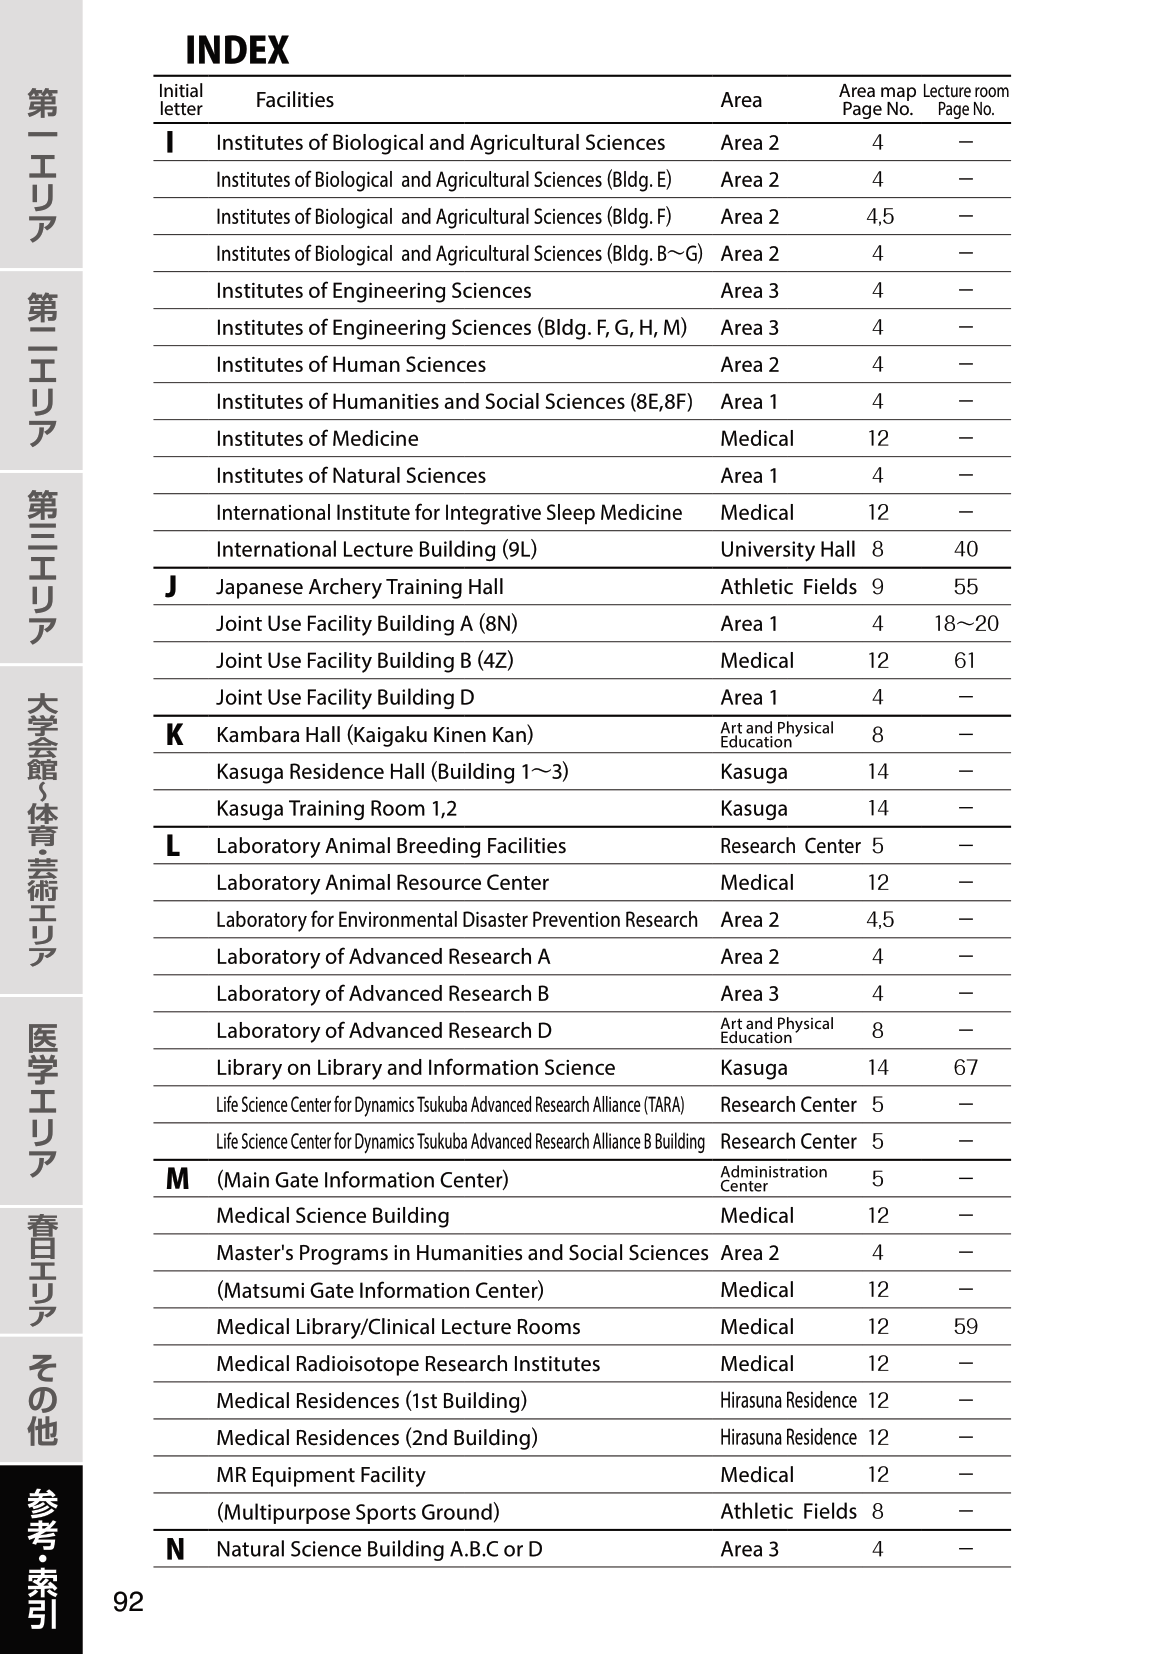 第一エリア
第二エリア
第三エリア
大学会館～体育・芸術エリア
医学エリア
春日エリア
その他
参考・索引
INDEX
Initial letter Facilities Area Area map Page No. Lecture room Page No.
I Institutes of Biological and Agricultural Sciences Area 2 4 −
Institutes of Biological and Agricultural Sciences (Bldg. E) Area 2 4 −
Institutes of Biological and Agricultural Sciences (Bldg. F) Area 2 4,5 −
Institutes of Biological and Agricultural Sciences (Bldg. B〜G) Area 2 4 −
Institutes of Engineering Sciences Area 3 4 −
Institutes of Engineering Sciences (Bldg. F, G, H, M) Area 3 4 −
Institutes of Human Sciences Area 2 4 −
Institutes of Humanities and Social Sciences (8E,8F) Area 1 4 −
Institutes of Medicine Medical 12 −
Institutes of Natural Sciences Area 1 4 −
International Institute for Integrative Sleep Medicine Medical 12 −
International Lecture Building (9L) University Hall 8 40
J Japanese Archery Training Hall Athletic Fields 9 55
Joint Use Facility Building A (8N) Area 1 4 18〜20
Joint Use Facility Building B (4Z) Medical 12 61
Joint Use Facility Building D Area 1 4 −
K Kambara Hall (Kaigaku Kinen Kan) Art and Physical Education 8 −
Kasuga Residence Hall (Building 1〜3) Kasuga 14 −
Kasuga Training Room 1,2 Kasuga 14 −
L Laboratory Animal Breeding Facilities Research Center 5 −
Laboratory Animal Resource Center Medical 12 −
Laboratory for Environmental Disaster Prevention Research Area 2 4,5 −
Laboratory of Advanced Research A Area 2 4 −
Laboratory of Advanced Research B Area 3 4 −
Laboratory of Advanced Research D Art and Physical Education 8 −
Library on Library and Information Science Kasuga 14 67
Life Science Center for Dynamics Tsukuba Advanced Research Alliance (TARA) Research Center 5 −
Life Science Center for Dynamics Tsukuba Advanced Research Alliance B Building Research Center 5 −
M (Main Gate Information Center) Administration Center 5 −
Medical Science Building Medical 12 −
Master's Programs in Humanities and Social Sciences Area 2 4 −
(Matsumi Gate Information Center) Medical 12 −
Medical Library/Clinical Lecture Rooms Medical 12 59
Medical Radioisotope Research Institutes Medical 12 −
Medical Residences (1st Building) Hirasuna Residence 12 −
Medical Residences (2nd Building) Hirasuna Residence 12 −
MR Equipment Facility Medical 12 −
(Multipurpose Sports Ground) Athletic Fields 8 −
N Natural Science Building A.B.C or D Area 3 4 −
92